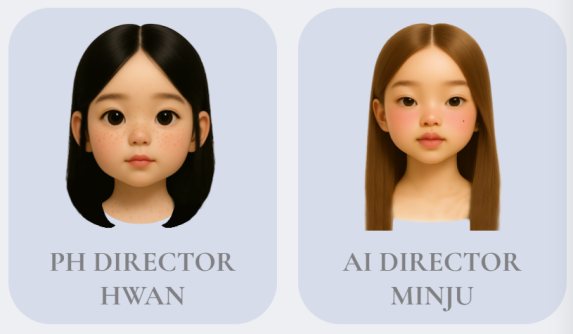 PH DIRECTOR
HWAN
AI DIRECTOR
MINJU